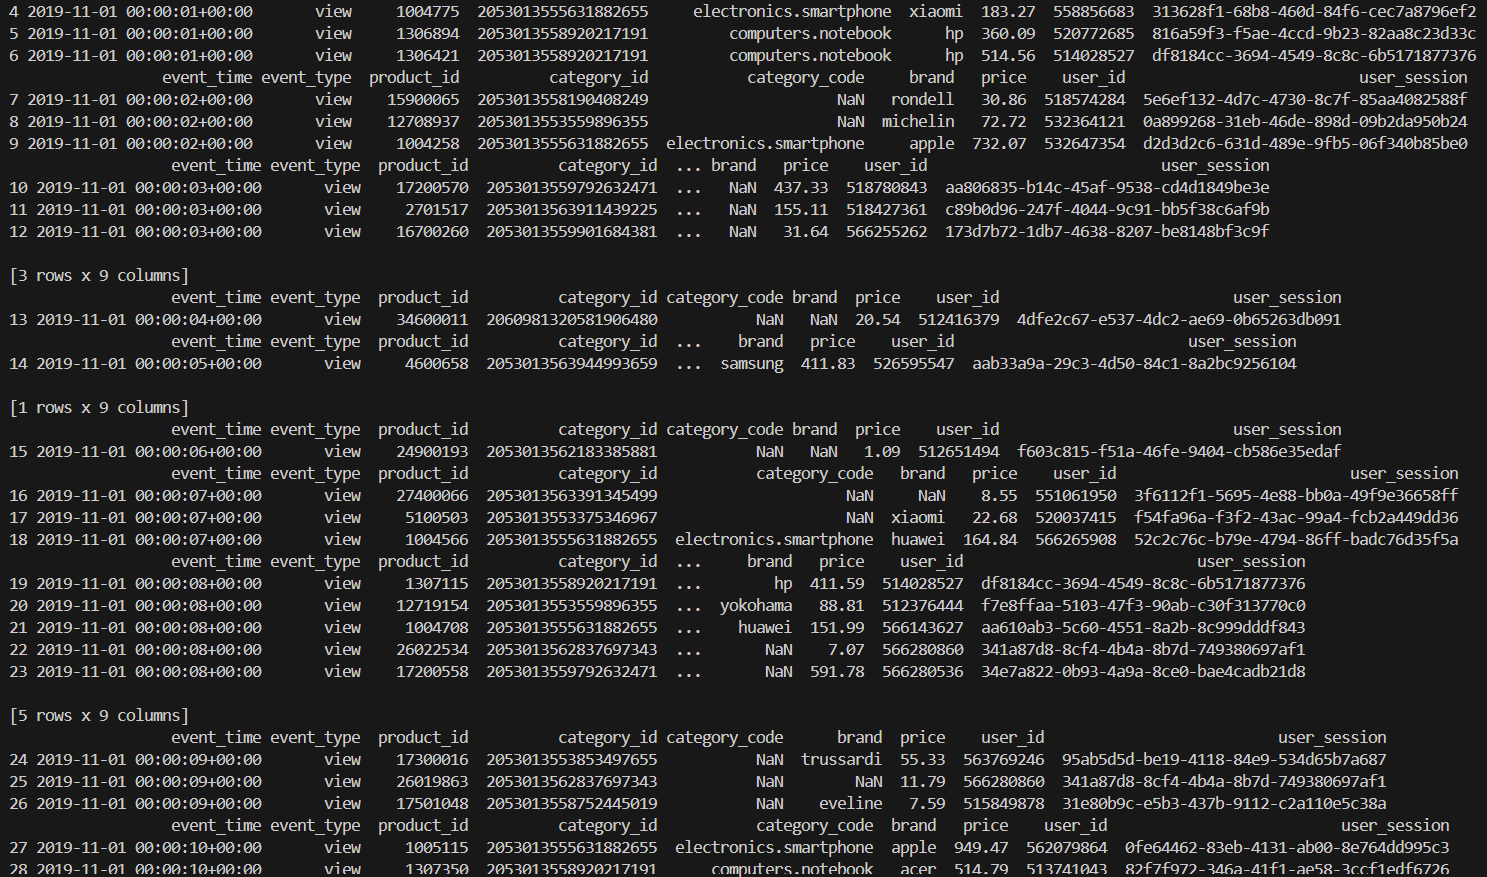 4 2019-11-01 00:00:01+00:00 view 1004775 2053013555631882655 electronics.smartphone xiaomi 183.27 558856683 313628f1-68b8-460d-84f6-cec7a8796ef2
5 2019-11-01 00:00:01+00:00 view 1306894 2053013558920217191 computers.notebook hp 360.09 520772685 816a59f3-f5ae-4ccd-9b23-82aa8c23d33c
6 2019-11-01 00:00:01+00:00 view 1306421 2053013558920217191 computers.notebook hp 514.56 514028527 df8184cc-3694-4549-8c8c-6b5171877376
event_time event_type product_id category_id category_code brand price user_id user_session
7 2019-11-01 00:00:02+00:00 view 15900065 2053013558190408249 NaN rondell 30.86 518574284 5e6ef132-4d7c-4730-8c7f-85aa4082588f
8 2019-11-01 00:00:02+00:00 view 12708937 2053013553559896355 NaN michelin 72.72 532364121 0a899268-31eb-46de-898d-09b2da950b24
9 2019-11-01 00:00:02+00:00 view 1004258 2053013555631882655 electronics.smartphone apple 732.07 532647354 d2d3d2c6-631d-489e-9fb5-06f340b85be0
event_time event_type product_id category_id ... brand price user_id user_session
10 2019-11-01 00:00:03+00:00 view 17200570 2053013559792632471 ... NaN 437.33 518780843 aa806835-b14c-45af-9538-cd4d1849be3e
11 2019-11-01 00:00:03+00:00 view 2701517 2053013563911439225 ... NaN 155.11 518427361 c89b0d96-247f-4044-9c91-bb5f38c6af9b
12 2019-11-01 00:00:03+00:00 view 16700260 2053013559901684381 ... NaN 31.64 566255262 173d7b72-1db7-4638-8207-be8148bf3c9f
[3 rows x 9 columns]
event_time event_type product_id category_id category_code brand price user_id user_session
13 2019-11-01 00:00:04+00:00 view 34600011 2060981320581906480 NaN NaN 20.54 512416379 4dfe2c67-e537-4dc2-ae69-0b65263db091
event_time event_type product_id category_id ... brand price user_id user_session
14 2019-11-01 00:00:05+00:00 view 4600658 2053013563944993659 ... samsung 411.83 526595547 aab33a9a-29c3-4d50-84c1-8a2bc9256104
[1 rows x 9 columns]
event_time event_type product_id category_id category_code brand price user_id user_session
15 2019-11-01 00:00:06+00:00 view 24900193 2053013562183385881 NaN NaN 1.09 512651494 f603c815-f51a-46fe-9404-cb586e35edaf
event_time event_type product_id category_id category_code brand price user_id user_session
16 2019-11-01 00:00:07+00:00 view 27400066 2053013563391345499 NaN NaN 8.55 551061950 3f6112f1-5695-4e88-bb0a-49f9e36658ff
17 2019-11-01 00:00:07+00:00 view 5100503 2053013553375346967 NaN xiaomi 22.68 520037415 f54fa96a-f3f2-43ac-99a4-fcb2a449dd36
18 2019-11-01 00:00:07+00:00 view 1004566 2053013555631882655 electronics.smartphone huawei 164.84 566265908 52c2c76c-b79e-4794-86ff-badc76d35f5a
event_time event_type product_id category_id ... brand price user_id user_session
19 2019-11-01 00:00:08+00:00 view 1307115 2053013558920217191 ... hp 411.59 514028527 df8184cc-3694-4549-8c8c-6b5171877376
20 2019-11-01 00:00:08+00:00 view 12719154 2053013553559896355 ... yokohama 88.81 512376444 f7e8ffaa-5103-47f3-90ab-c30f313770c0
21 2019-11-01 00:00:08+00:00 view 1004708 2053013555631882655 ... huawei 151.99 566143627 aa610ab3-5c60-4551-8a2b-8c999dddf843
22 2019-11-01 00:00:08+00:00 view 26022534 2053013562837697343 ... NaN 7.07 566280860 341a87d8-8cf4-4b4a-8b7d-749380697af1
23 2019-11-01 00:00:08+00:00 view 17200558 2053013559792632471 ... NaN 591.78 566280536 34e7a822-0b93-4a9a-8ce0-bae4cadb21d8
[5 rows x 9 columns]
event_time event_type product_id category_id category_code brand price user_id user_session
24 2019-11-01 00:00:09+00:00 view 17300016 2053013553853497655 NaN trussardi 55.33 563769246 95ab5d5d-be19-4118-84e9-534d65b7a687
25 2019-11-01 00:00:09+00:00 view 26019863 2053013562837697343 NaN NaN 11.79 566280860 341a87d8-8cf4-4b4a-8b7d-749380697af1
26 2019-11-01 00:00:09+00:00 view 17501048 2053013558752445019 NaN eveline 7.59 515849878 31e80b9c-e5b3-437b-9112-c2a110e5c38a
event_time event_type product_id category_id category_code brand price user_id user_session
27 2019-11-01 00:00:10+00:00 view 1005115 2053013555631882655 electronics.smartphone apple 949.47 562079864 0fe64462-83eb-4131-ab00-8e764dd995c3
28 2019-11-01 00:00:10+00:00 view 1307350 2053013558920217191 computers.notebook acer 514.79 513741043 82f7f972-346a-41f1-ae58-3ccf1edf6726